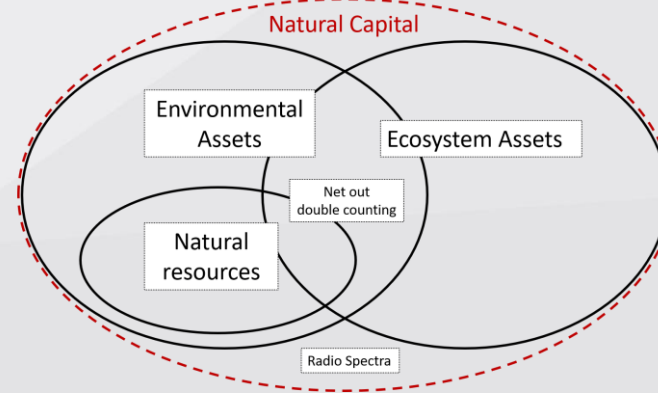 Natural Capital
Environmental
Assets
Ecosystem Assets
Net out
double counting
Natural
resources
Radio Spectra